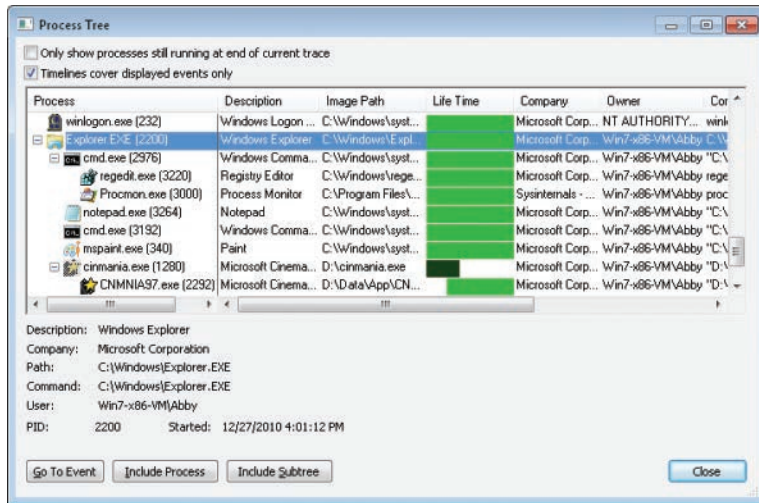 Process Tree
Only show processes still running at end of current trace
Timelines cover displayed events only
Process Description Image Path Life Time Company Owner Cor
winlogon.exe (232) Windows Logon ... C:\Windows\syst... Microsoft Corp... NT AUTHORITY... winl
Explorer.EXE (2200) Windows Explorer C:\Windows\Expl... Microsoft Corp... Win7-x86-VM\Abby C:\W
cmd.exe (2976) Windows Comma... C:\Windows\syst... Microsoft Corp... Win7-x86-VM\Abby "C:\
regedit.exe (3220) Registry Editor C:\Windows\rege... Microsoft Corp... Win7-x86-VM\Abby rege
Procmon.exe (3000) Process Monitor C:\Program Files\... Sysinternals - ... Win7-x86-VM\Abby proc
notepad.exe (3264) Notepad C:\Windows\syst... Microsoft Corp... Win7-x86-VM\Abby "C:\
cmd.exe (3192) Windows Comma... C:\Windows\syst... Microsoft Corp... Win7-x86-VM\Abby "C:\
mspaint.exe (340) Paint C:\Windows\syst... Microsoft Corp... Win7-x86-VM\Abby "C:\
cinmania.exe (1280) Microsoft Cinema... D:\cinmania.exe Microsoft Corp... Win7-x86-VM\Abby "D:\
CNMNIA97.exe (2292) Microsoft Cinema... D:\Data\App\CN... Microsoft Corp... Win7-x86-VM\Abby "D:\
Description: Windows Explorer
Company: Microsoft Corporation
Path: C:\Windows\Explorer.EXE
Command: C:\Windows\Explorer.EXE
User: Win7-x86-VM\Abby
PID: 2200 Started: 12/27/2010 4:01:12 PM
Go To Event Include Process Include Subtree Close